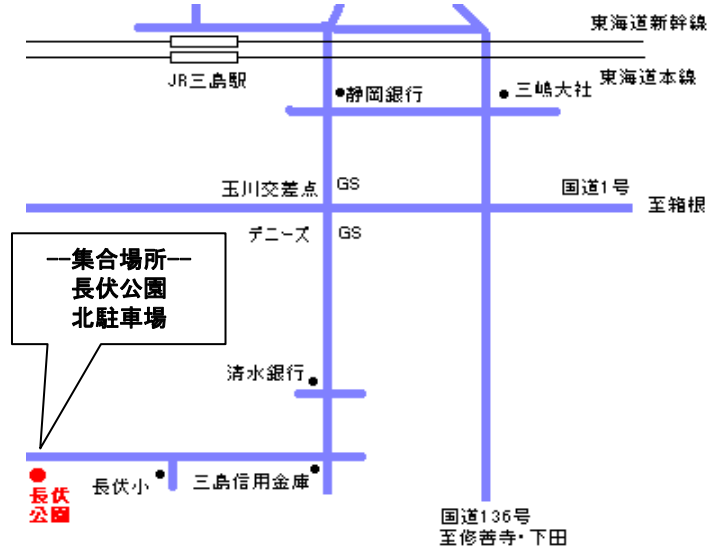 東海道新幹線
JR三島駅
東海道本線
静岡銀行
三嶋大社
玉川交差点
GS
国道1号
至箱根
デニーズ
GS
--集合場所--
長伏公園
北駐車場
清水銀行
長伏
公園
長伏小
三島信用金庫
国道136号
至修善寺・下田